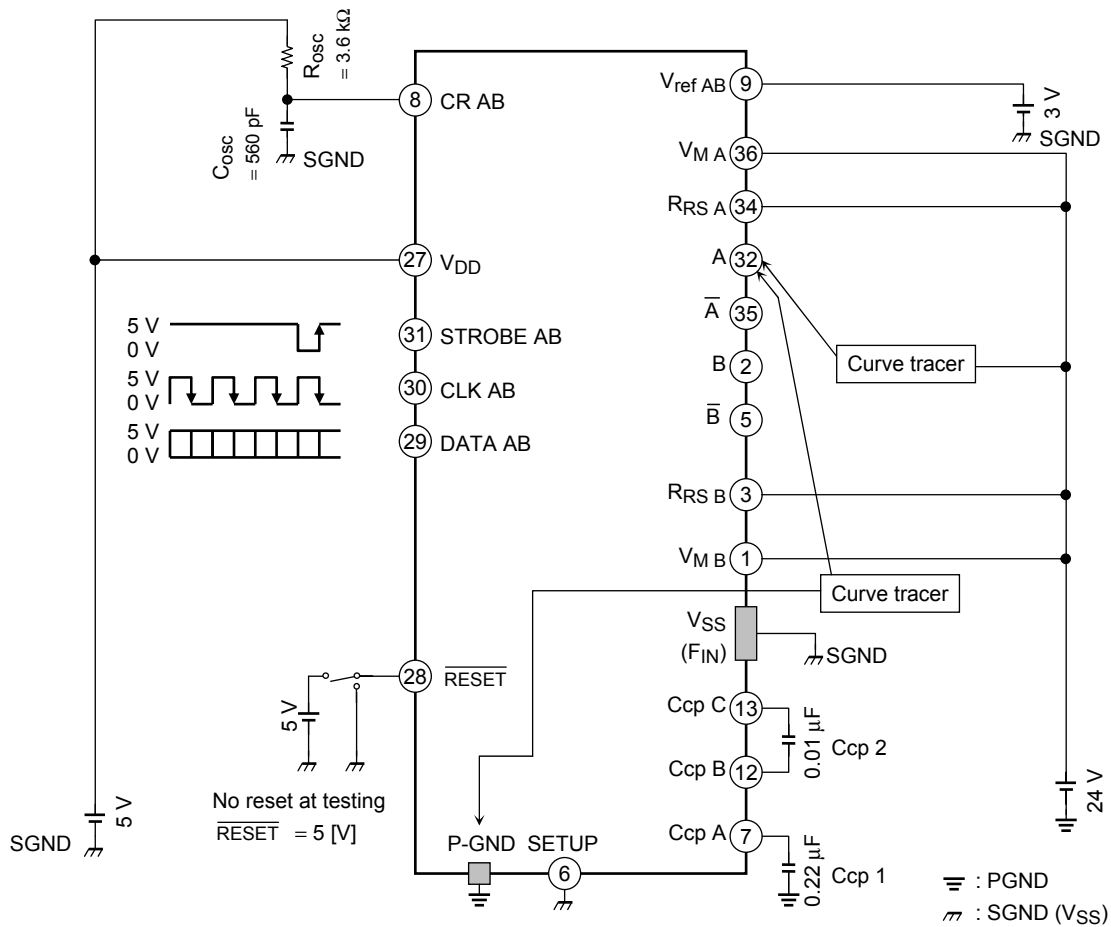 Rosc
= 3.6 kΩ
Cosc
= 560 pF
SGND
8 CR AB
27 VDD
5 V
0 V
31 STROBE AB
5 V
0 V
30 CLK AB
5 V
0 V
29 DATA AB
28 RESET
5 V
No reset at testing
RESET = 5 [V]
5 V
SGND
P-GND
SETUP
6
Vref AB 9
3 V
SGND
VM A 36
RRS A 34
A 32
A 35
B 2
B 5
Curve tracer
RRS B 3
VM B 1
Curve tracer
VSS
(FIN)
SGND
Ccp C 13
0.01 µF
Ccp 2
Ccp B 12
Ccp A 7
0.22 µF
Ccp 1
24 V
: PGND
: SGND (VSS)